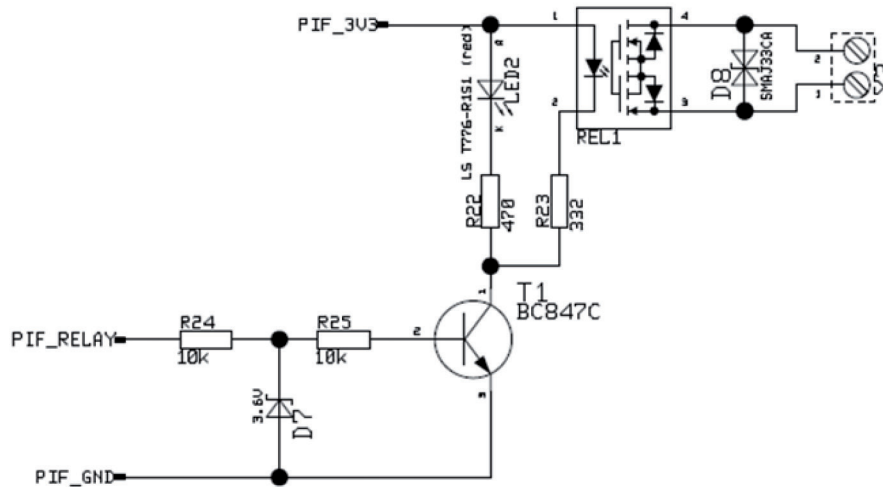 PIF_3V3
1
4
A
LS T776-R1S1 (red)
LED2
K
2
3
REL1
D8
SMAJ33CA
2
1
R22
470
R23
332
1
T1
BC847C
PIF_RELAY
R24
10k
R25
10k
2
3.6V
D7
3
PIF_GND